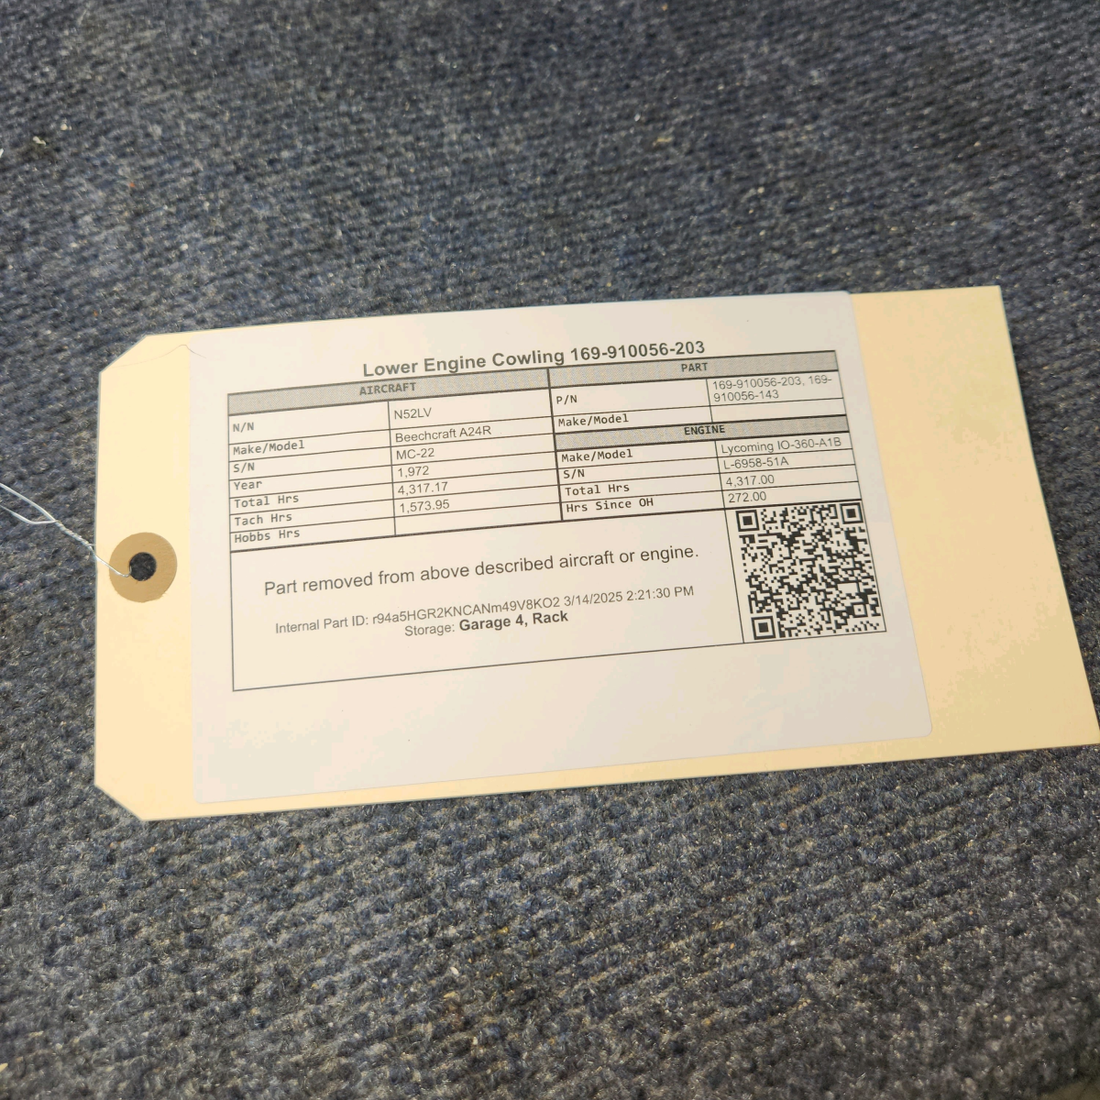 Lower Engine Cowling 169-910056-203
AIRCRAFT
N/N N52LV
Make/Model Beechcraft A24R
S/N MC-22
Year 1,972
Total Hrs 4,317.17
Tach Hrs 1,573.95
Hobbs Hrs
PART
P/N 169-910056-203, 169-
910056-143
Make/Model
ENGINE
Make/Model Lycoming IO-360-A1B
S/N L-6958-51A
Total Hrs 4,317.00
Hrs Since OH 272.00
Part removed from above described aircraft or engine.
Internal Part ID: r94a5HGR2KNCANm49V8KO2 3/14/2025 2:21:30 PM
Storage: Garage 4, Rack